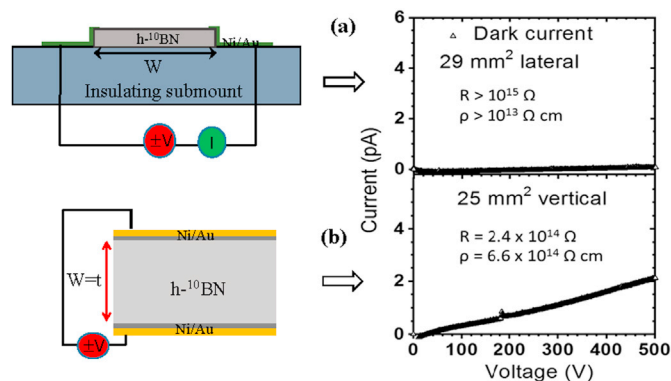 (a)
h-¹⁰BN
Ni/Au
W
Insulating submount
±V
I
Ni/Au
W=t
h-¹⁰BN
Ni/Au
±V
(b)
Current (pA)
6
4
2
0
△ Dark current
29 mm² lateral
R > 10¹⁵ Ω
ρ > 10¹³ Ω cm
4
2
0
25 mm² vertical
R = 2.4 x 10¹⁴ Ω
ρ = 6.6 x 10¹⁴ Ω cm
0 100 200 300 400 500
Voltage (V)